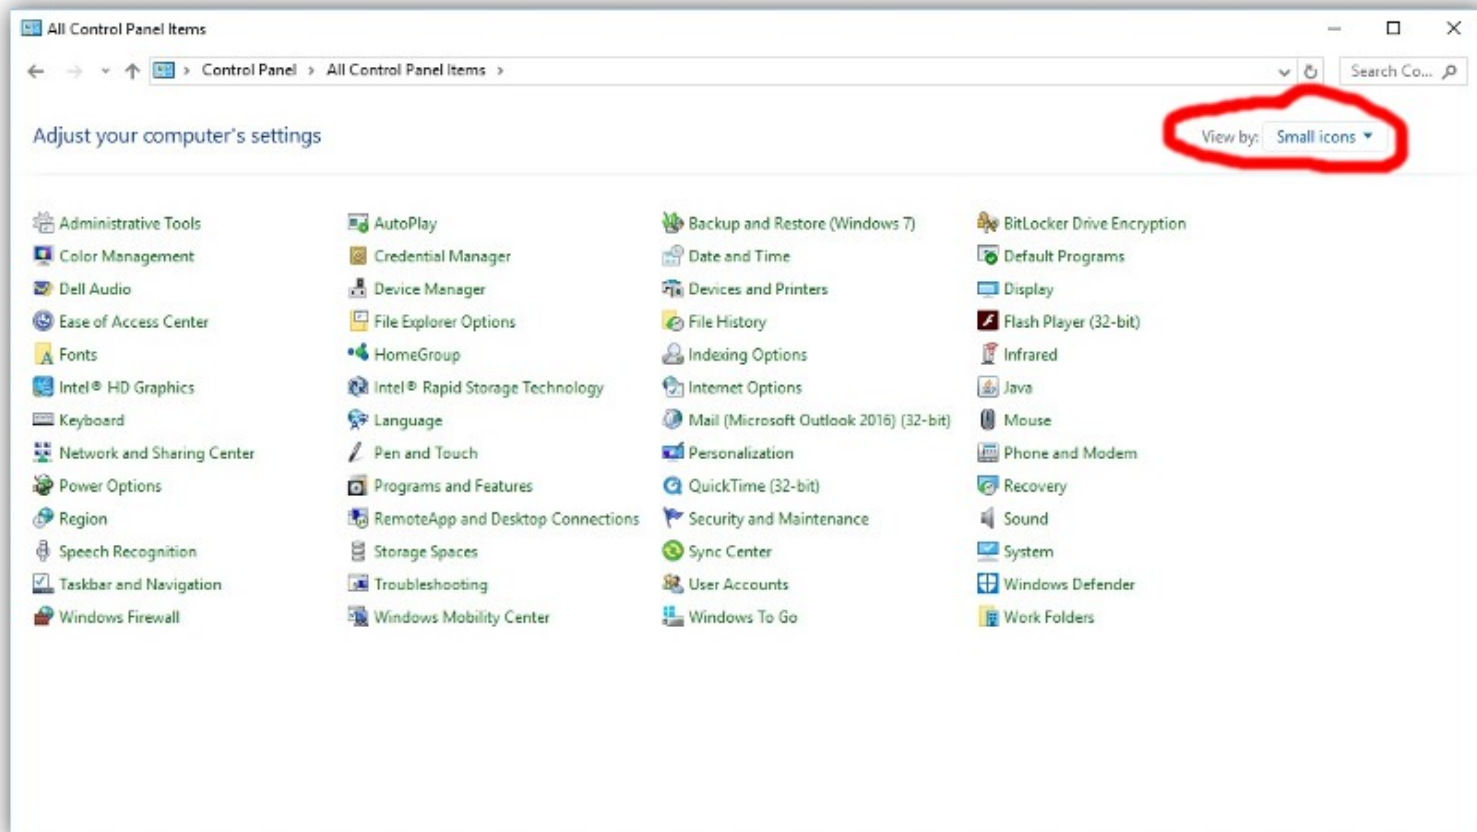 All Control Panel Items
Control Panel > All Control Panel Items >
Search Co...
Adjust your computer's settings
View by: Small icons
Administrative Tools AutoPlay Backup and Restore (Windows 7) BitLocker Drive Encryption
Color Management Credential Manager Date and Time Default Programs
Dell Audio Device Manager Devices and Printers Display
Ease of Access Center File Explorer Options File History Flash Player (32-bit)
Fonts HomeGroup Indexing Options Infrared
Intel® HD Graphics Intel® Rapid Storage Technology Internet Options Java
Keyboard Language Mail (Microsoft Outlook 2016) (32-bit) Mouse
Network and Sharing Center Pen and Touch Personalization Phone and Modem
Power Options Programs and Features QuickTime (32-bit) Recovery
Region RemoteApp and Desktop Connections Security and Maintenance Sound
Speech Recognition Storage Spaces Sync Center System
Taskbar and Navigation Troubleshooting User Accounts Windows Defender
Windows Firewall Windows Mobility Center Windows To Go Work Folders